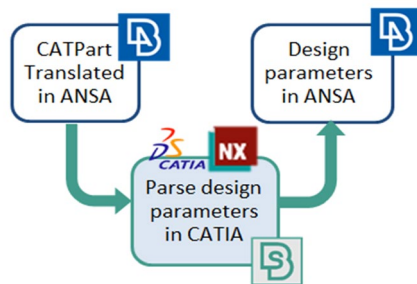 CATPart
Translated
in ANSA
Design
parameters
in ANSA
CATIA
NX
Parse design
parameters
in CATIA